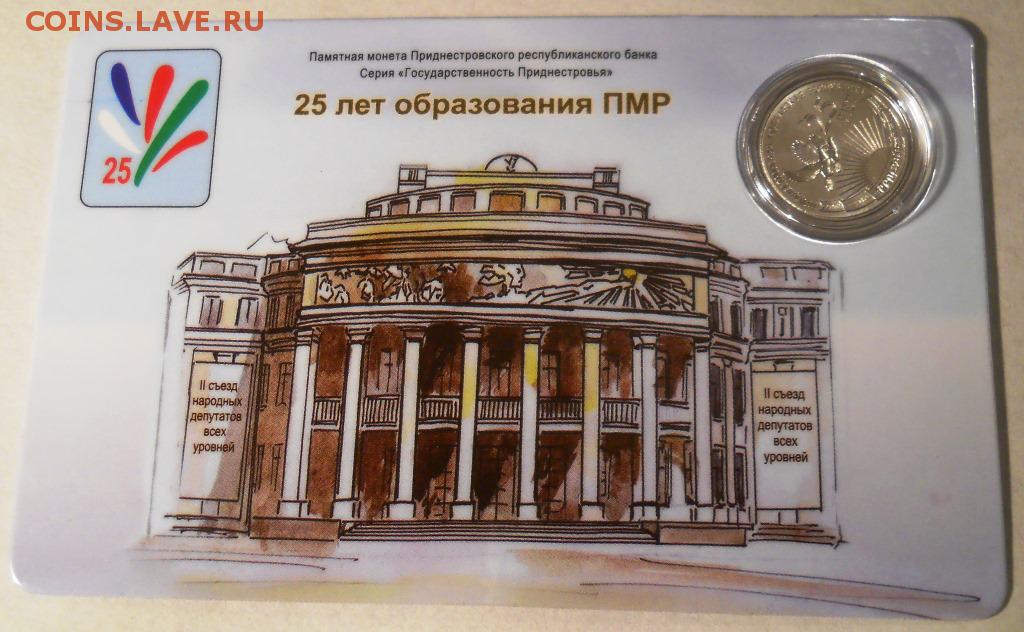 COINS.LAVE.RU
Памятная монета Приднестровского республиканского банка
Серия «Государственность Приднестровья»
25 лет образования ПМР
25
II съезд
народных
депутатов
всех
уровней
II съезд
народных
депутатов
всех
уровней